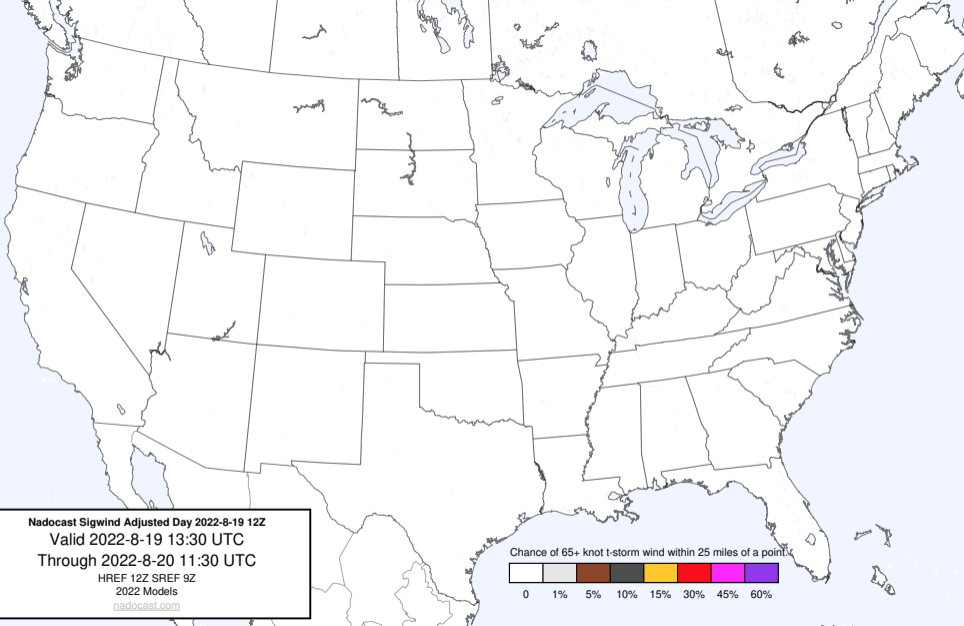 Nadocast Sigwind Adjusted Day 2022-8-19 12Z
Valid 2022-8-19 13:30 UTC
Through 2022-8-20 11:30 UTC
HREF 12Z SREF 9Z
2022 Models
nadocast.com
Chance of 65+ knot t-storm wind within 25 miles of a point.
0 1% 5% 10% 15% 30% 45% 60%